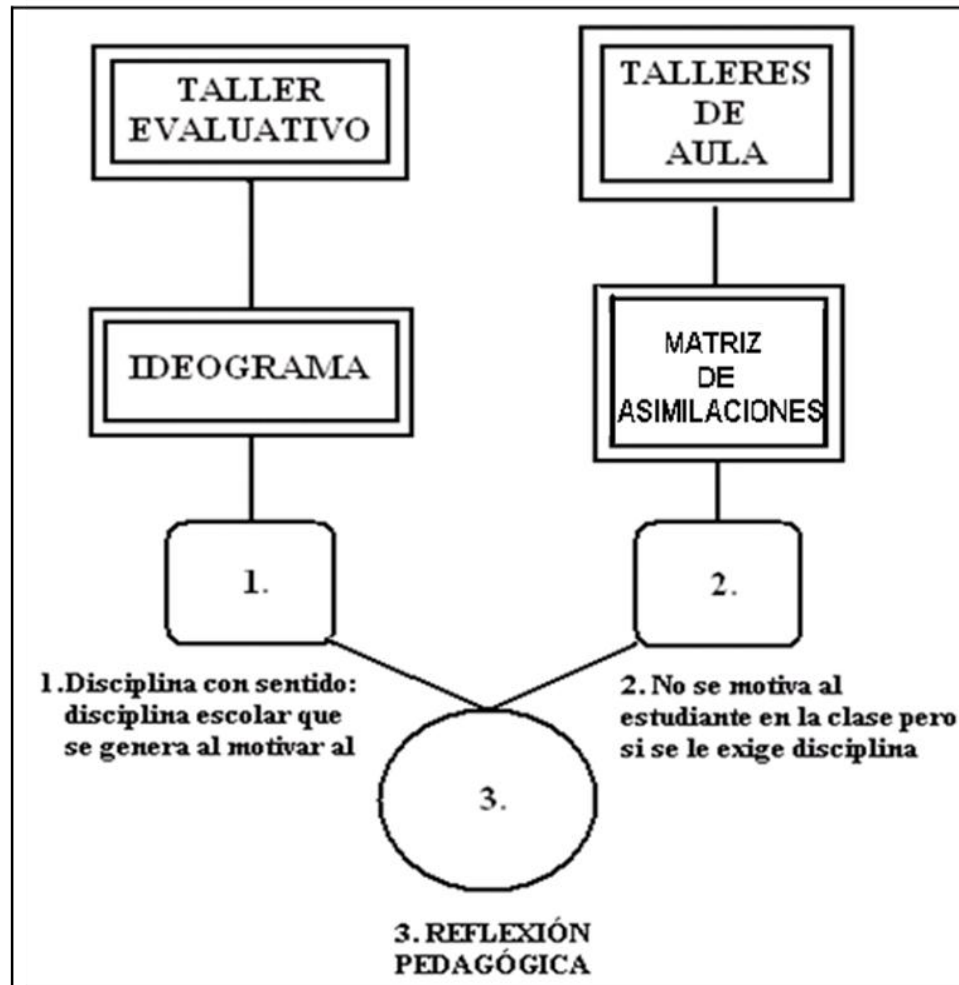 TALLER
EVALUATIVO
TALLERES
DE
AULA
IDEOGRAMA
MATRIZ
DE
ASIMILACIONES
1.
2.
1.Disciplina con sentido:
disciplina escolar que
se genera al motivar al
2. No se motiva al
estudiante en la clase pero
si se le exige disciplina
3.
3. REFLEXIÓN
PEDAGÓGICA